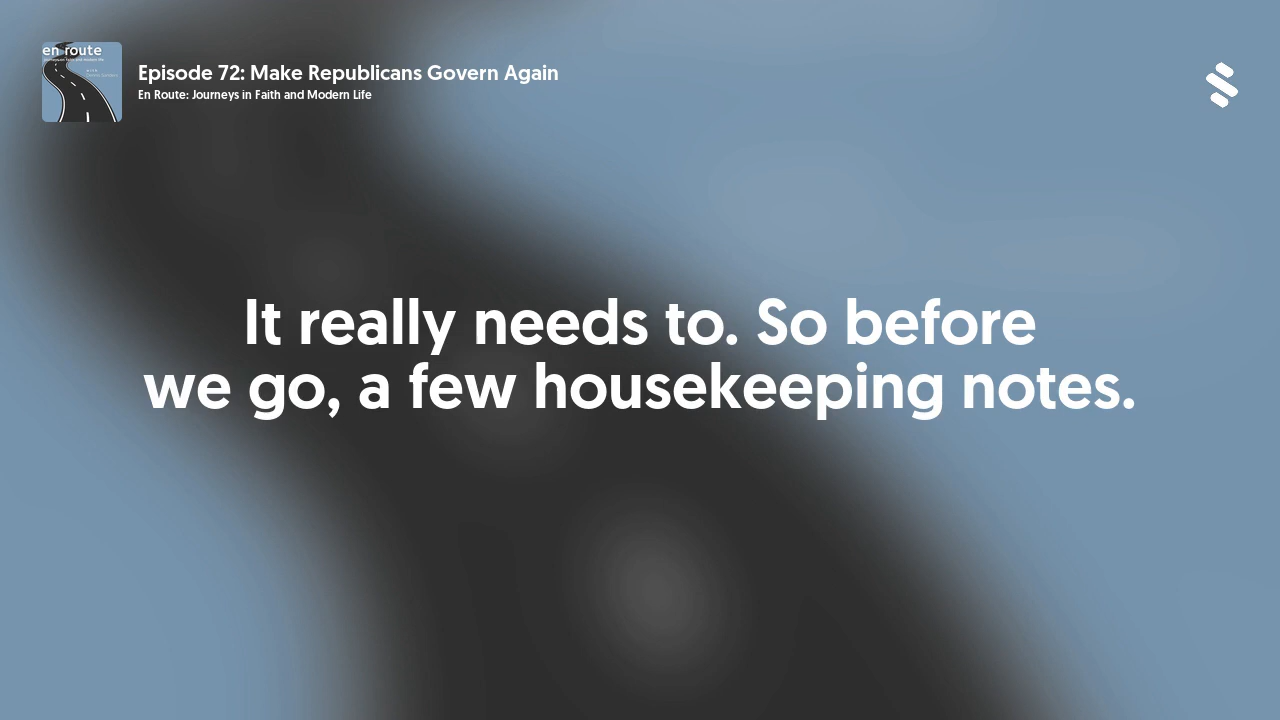 en route
Episode 72: Make Republicans Govern Again
En Route: Journeys in Faith and Modern Life
It really needs to. So before
we go, a few housekeeping notes.